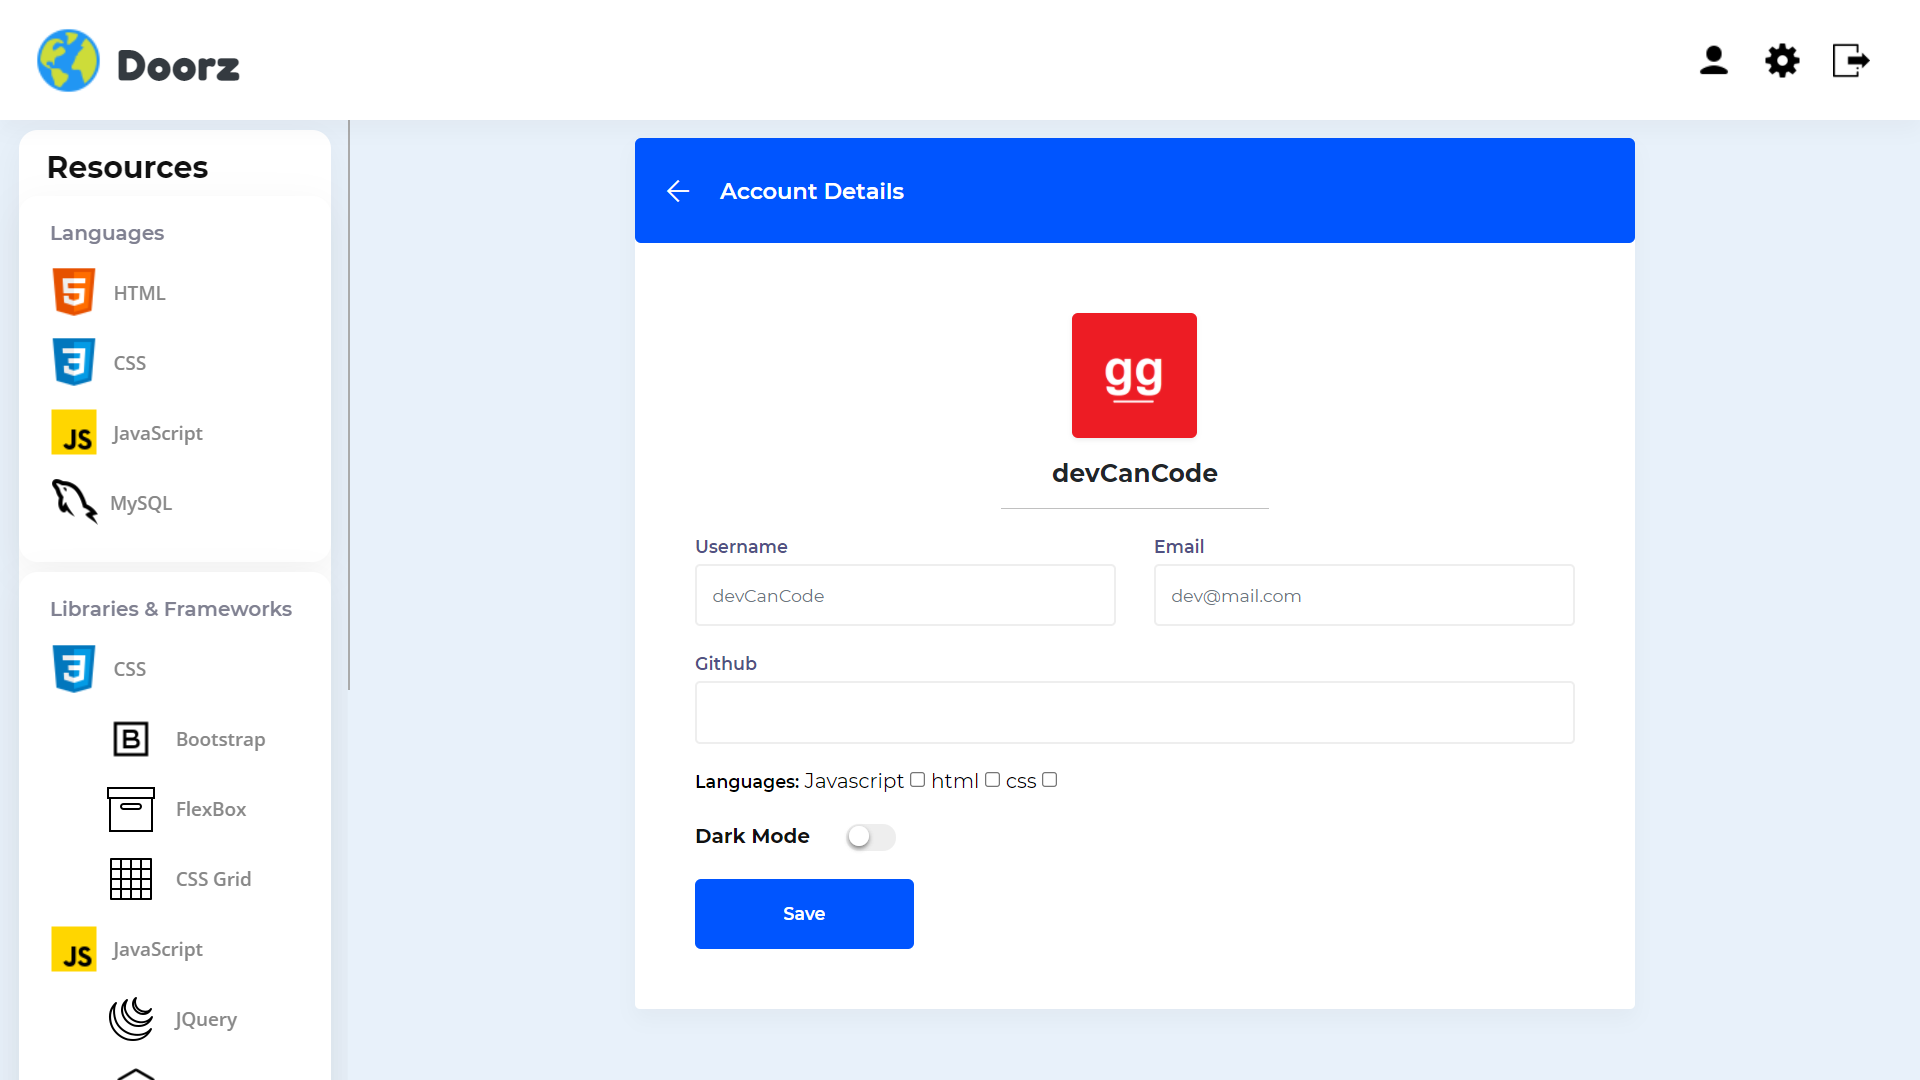 Doorz
Resources
Languages
HTML
CSS
JS JavaScript
MySQL
Libraries & Frameworks
CSS
B Bootstrap
FlexBox
CSS Grid
JS JavaScript
JQuery
Account Details
gg
devCanCode
Username
Email
devCanCode
dev@mail.com
Github
Languages: Javascript html css
Dark Mode
Save